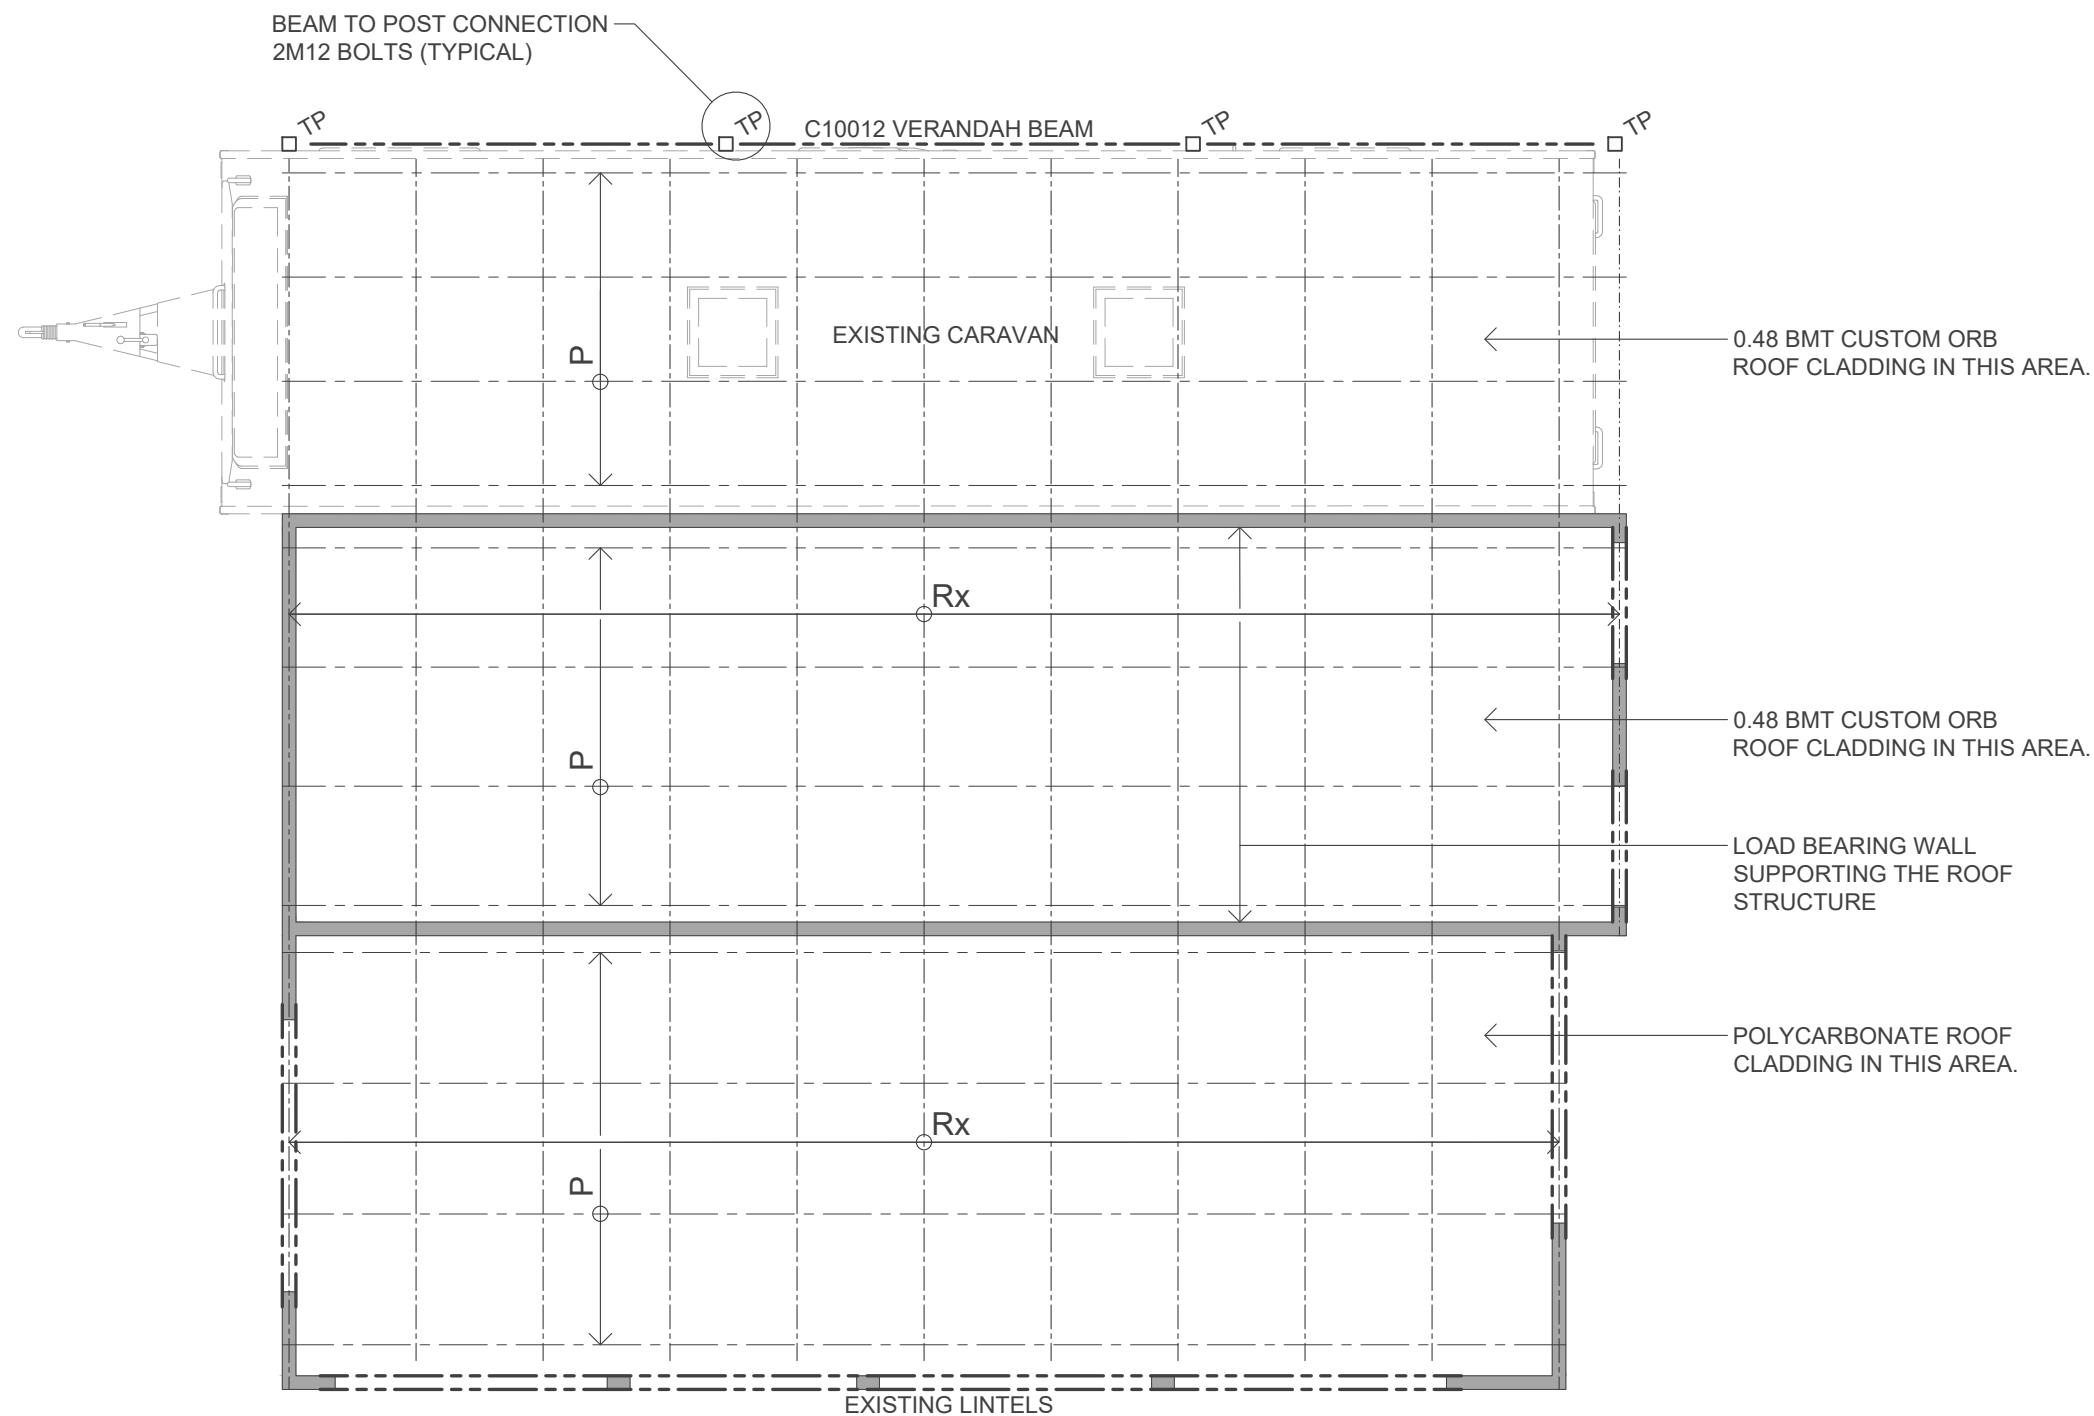 BEAM TO POST CONNECTION
2M12 BOLTS (TYPICAL)
TP
TP
C10012 VERANDAH BEAM
TP
TP
P
EXISTING CARAVAN
0.48 BMT CUSTOM ORB
ROOF CLADDING IN THIS AREA.
Rx
P
0.48 BMT CUSTOM ORB
ROOF CLADDING IN THIS AREA.
LOAD BEARING WALL
SUPPORTING THE ROOF
STRUCTURE
POLYCARBONATE ROOF
CLADDING IN THIS AREA.
Rx
P
EXISTING LINTELS